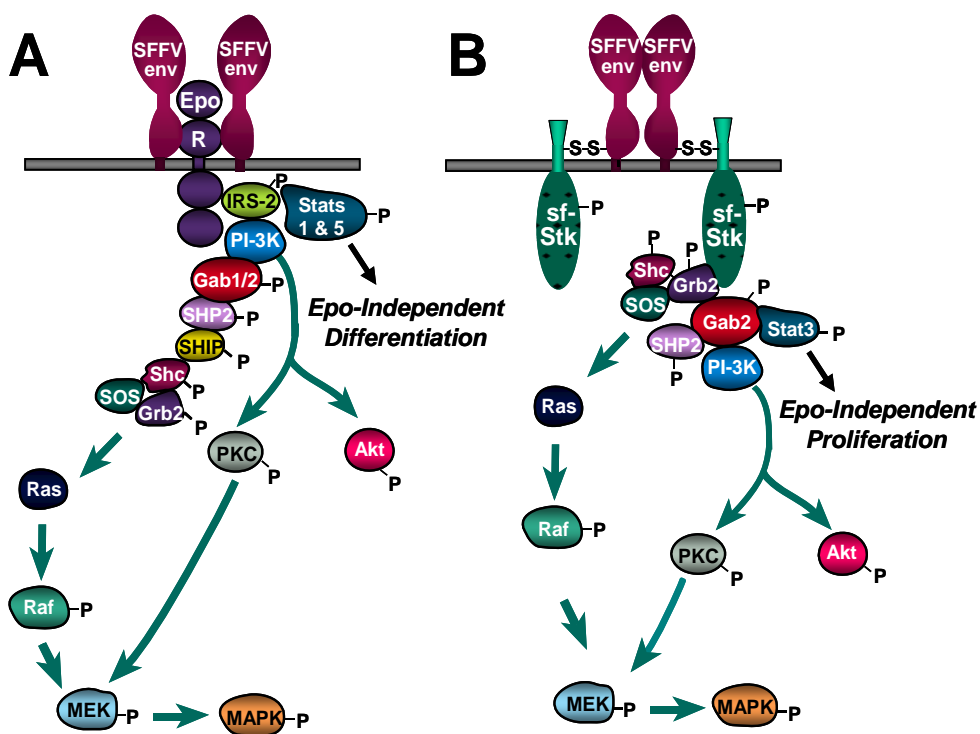 A
SFFV
env
SFFV
env
Epo
R
P
IRS-2
Stats
1 & 5
P
PI-3K
Gab1/2
P
Epo-Independent
Differentiation
SHP2
P
SHIP
P
Shc
P
SOS
Grb2
P
PKC
P
Akt
P
Ras
Raf
P
MEK
P
MAPK
P
B
SFFV
env
SFFV
env
S-S
S-S
sf-
Stk
P
sf-
Stk
P
P
Shc
P
Grb2
SOS
P
Gab2
Stat3
P
SHP2
P
PI-3K
Epo-Independent
Proliferation
Ras
Raf
P
PKC
P
Akt
P
MEK
P
MAPK
P